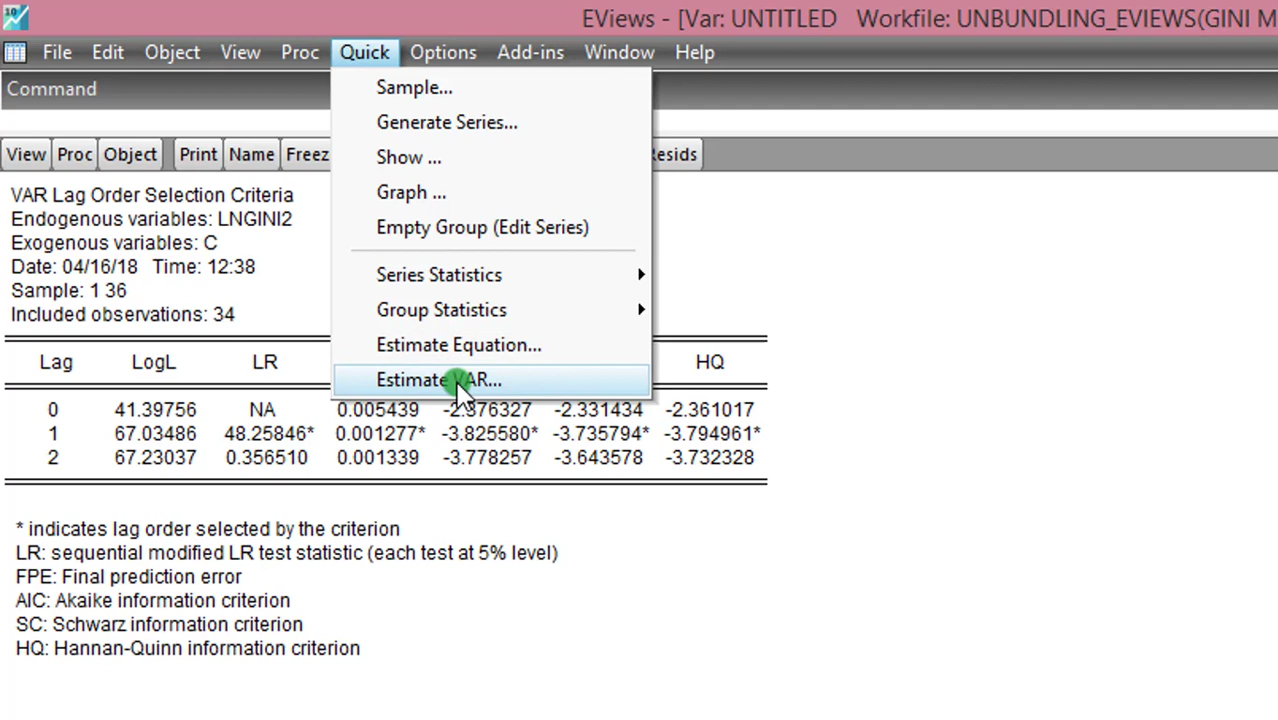 EViews - [Var: UNTITLED Workfile: UNBUNDLING_EVIEWS(GINI M
File Edit Object View Proc Quick Options Add-ins Window Help
Command
Sample...
Generate Series...
Show ...
Graph ...
Empty Group (Edit Series)
Series Statistics
Group Statistics
Estimate Equation...
Estimate VAR...
View Proc Object Print Name Freez Resids
VAR Lag Order Selection Criteria
Endogenous variables: LNGINI2
Exogenous variables: C
Date: 04/16/18 Time: 12:38
Sample: 1 36
Included observations: 34
Lag LogL LR HQ
0 41.39756 NA 0.005439 -2.376327 -2.331434 -2.361017
1 67.03486 48.25846* 0.001277* -3.825580* -3.735794* -3.794961*
2 67.23037 0.356510 0.001339 -3.778257 -3.643578 -3.732328
* indicates lag order selected by the criterion
LR: sequential modified LR test statistic (each test at 5% level)
FPE: Final prediction error
AIC: Akaike information criterion
SC: Schwarz information criterion
HQ: Hannan-Quinn information criterion